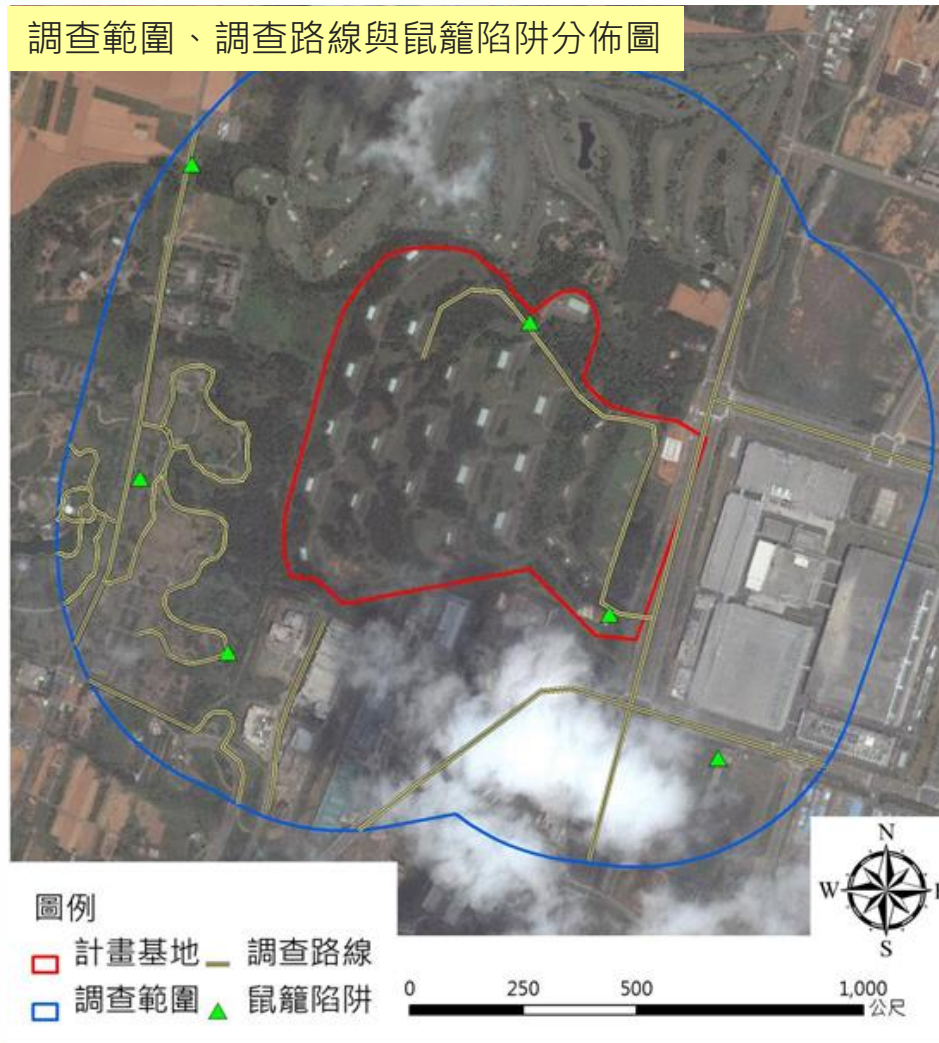 調查範圍、調查路線與鼠籠陷阱分佈圖
N
W
E
S
圖例
計畫基地
調查路線
調查範圍
鼠籠陷阱
0 250 500 1,000
公尺